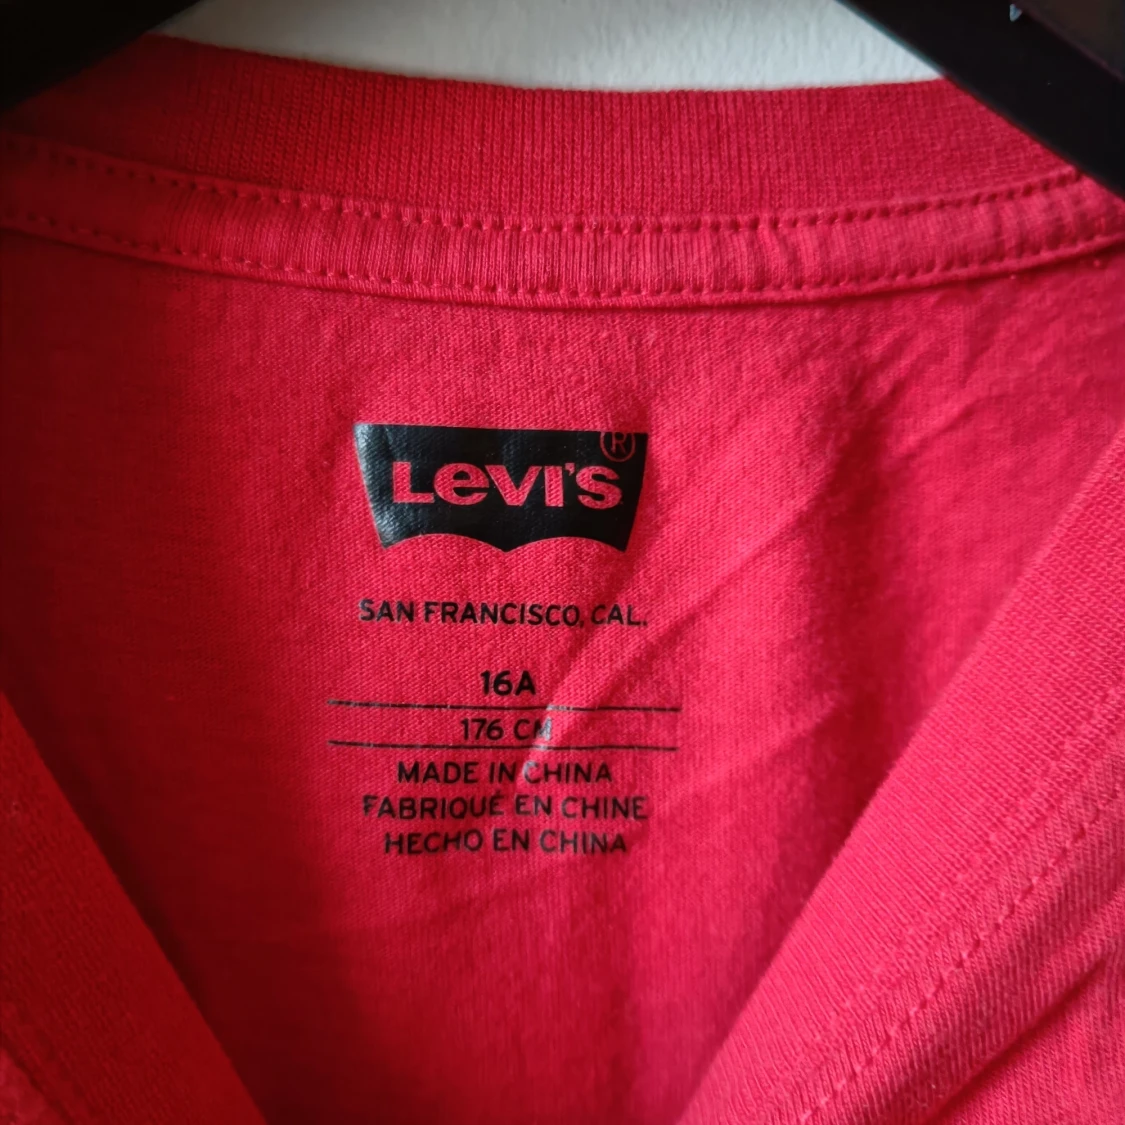 LEVI'S®
SAN FRANCISCO, CAL.
16A
176 CM
MADE IN CHINA
FABRIQUÉ EN CHINE
HECHO EN CHINA